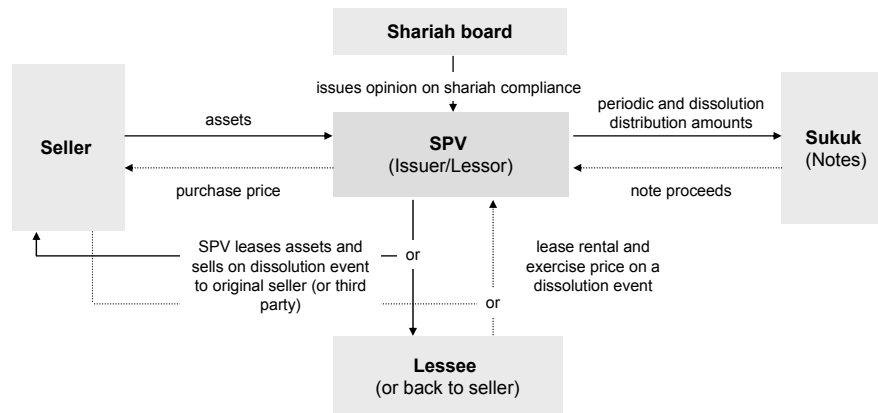 Shariah board
issues opinion on shariah compliance
Seller
assets
purchase price
SPV
(Issuer/Lessor)
periodic and dissolution
distribution amounts
note proceeds
Sukuk
(Notes)
SPV leases assets and
sells on dissolution event
to original seller (or third
party)
or
lease rental and
exercise price on a
dissolution event
or
Lessee
(or back to seller)